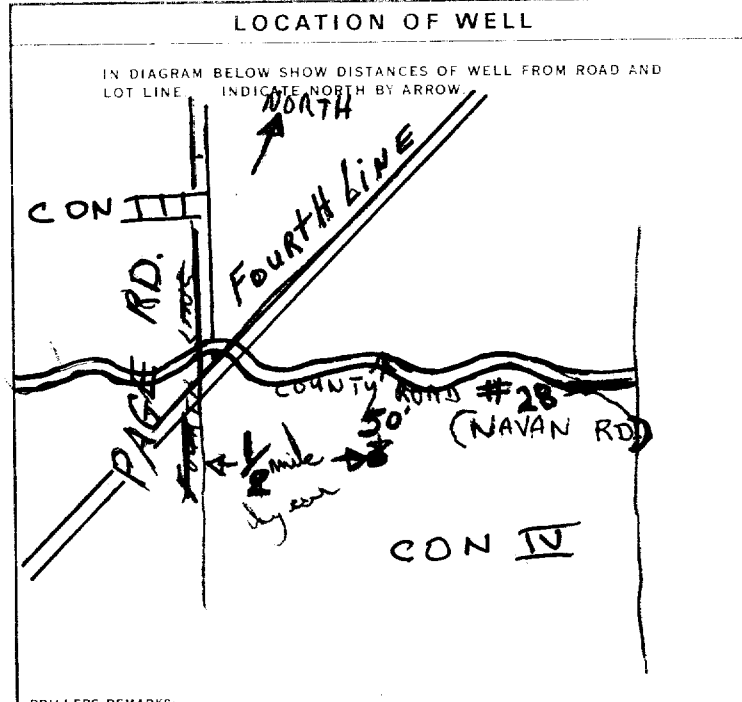 LOCATION OF WELL
IN DIAGRAM BELOW SHOW DISTANCES OF WELL FROM ROAD AND
LOT LINE. INDICATE NORTH BY ARROW.
NORTH
CON III
FOURTH LINE
PAGE RD.
COUNTY ROAD #28
(NAVAN RD.)
50'
1/2 mile
by car
CON IV
DRILLERS REMARKS